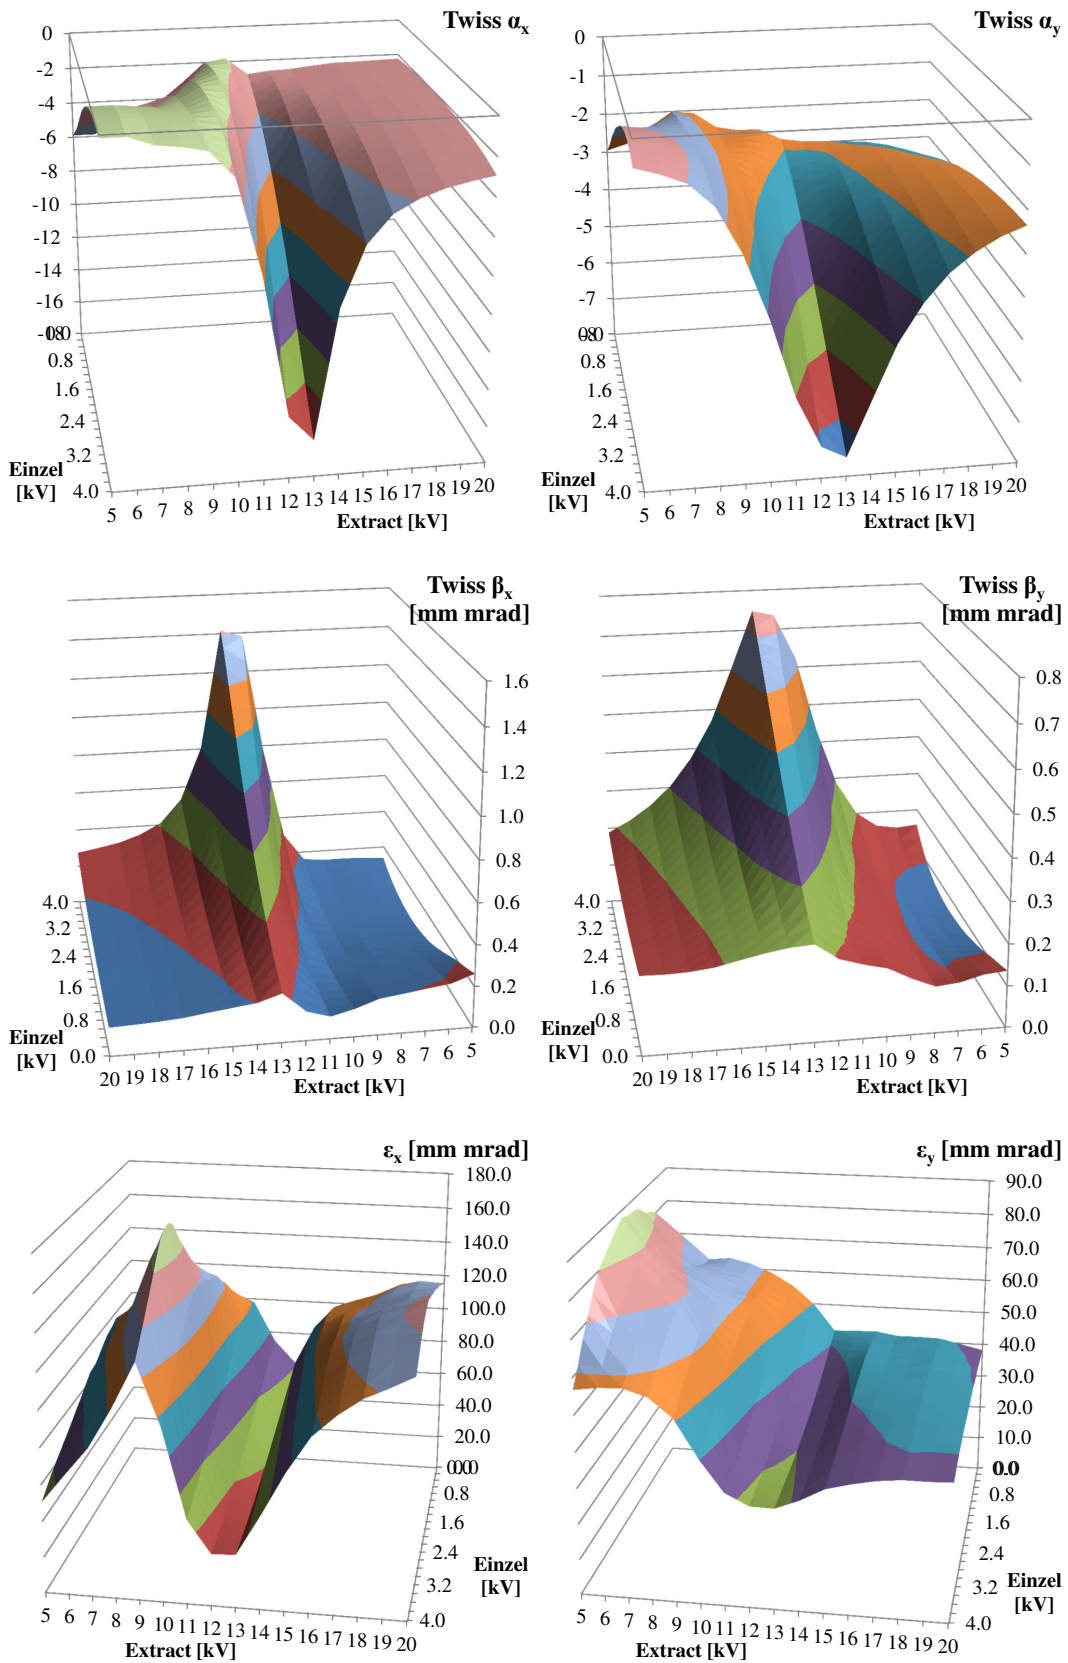 Twiss αx
0
-2
-4
-6
-8
-10
-12
-14
-16
-18
0.0
0.8
1.6
2.4
3.2
4.0
Einzel
[kV]
5 6 7 8 9 10 11 12 13 14 15 16 17 18 19 20
Extract [kV]
Twiss αy
0
-1
-2
-3
-4
-5
-6
-7
-8
0.0
0.8
1.6
2.4
3.2
4.0
Einzel
[kV]
5 6 7 8 9 10 11 12 13 14 15 16 17 18 19 20
Extract [kV]
Twiss βx
[mm mrad]
1.6
1.4
1.2
1.0
0.8
0.6
0.4
0.2
0.0
4.0
3.2
2.4
1.6
0.8
0.0
Einzel
[kV]
20 19 18 17 16 15 14 13 12 11 10 9 8 7 6 5
Extract [kV]
Twiss βy
[mm mrad]
0.8
0.7
0.6
0.5
0.4
0.3
0.2
0.1
0.0
4.0
3.2
2.4
1.6
0.8
0.0
Einzel
[kV]
20 19 18 17 16 15 14 13 12 11 10 9 8 7 6 5
Extract [kV]
εx [mm mrad]
180.0
160.0
140.0
120.0
100.0
80.0
60.0
40.0
20.0
0.0
0.0
0.8
1.6
2.4
3.2
4.0
Einzel
[kV]
5 6 7 8 9 10 11 12 13 14 15 16 17 18 19 20
Extract [kV]
εy [mm mrad]
90.0
80.0
70.0
60.0
50.0
40.0
30.0
20.0
10.0
0.0
0.0
0.8
1.6
2.4
3.2
4.0
Einzel
[kV]
5 6 7 8 9 10 11 12 13 14 15 16 17 18 19 20
Extract [kV]